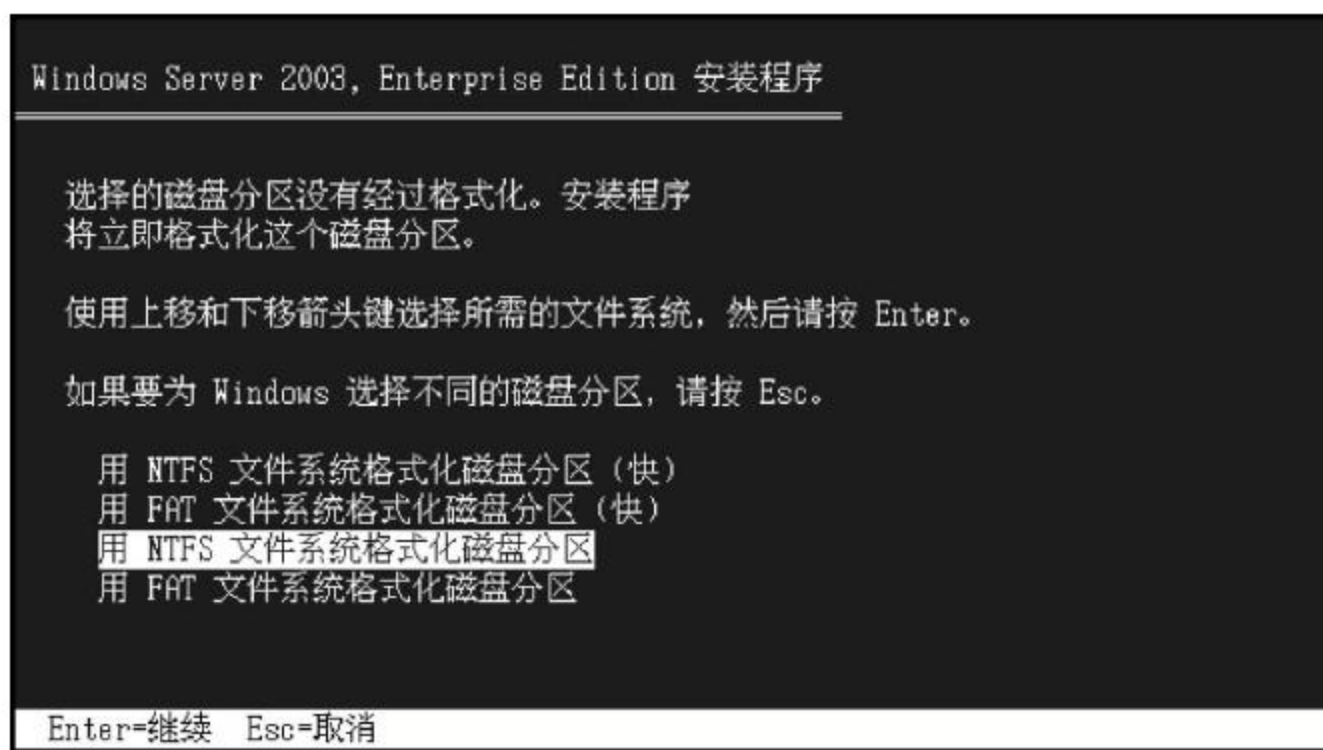 Windows Server 2003, Enterprise Edition 安装程序
选择的磁盘分区没有经过格式化。安装程序
将立即格式化这个磁盘分区。
使用上移和下移箭头键选择所需的文件系统，然后请按 Enter。
如果要为 Windows 选择不同的磁盘分区，请按 Esc。
用 NTFS 文件系统格式化磁盘分区（快）
用 FAT 文件系统格式化磁盘分区（快）
用 NTFS 文件系统格式化磁盘分区
用 FAT 文件系统格式化磁盘分区
Enter=继续 Esc=取消